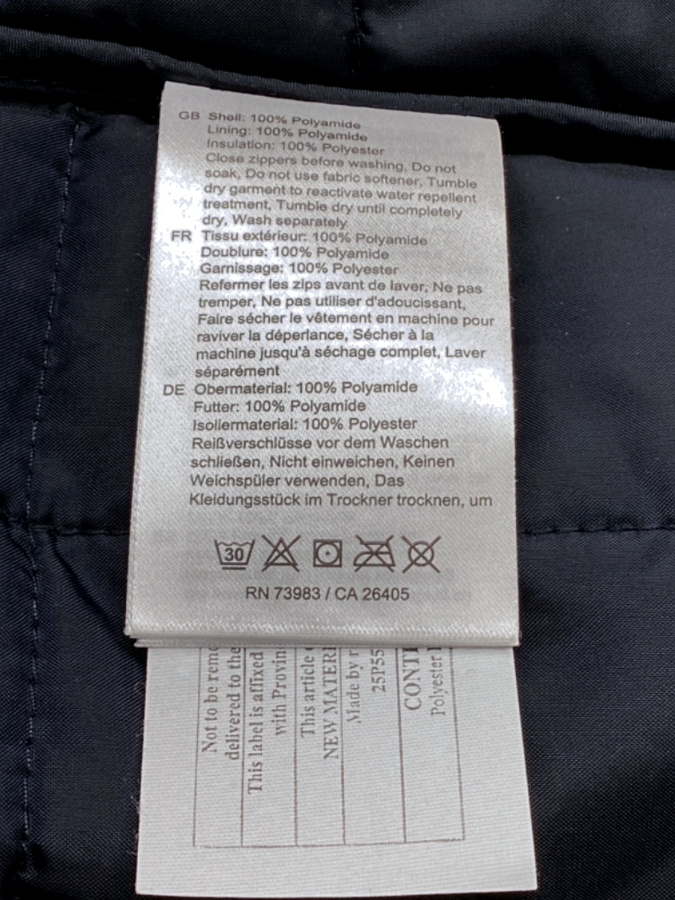 GB Shell: 100% Polyamide
Lining: 100% Polyamide
Insulation: 100% Polyester
Close zippers before washing, Do not
soak, Do not use fabric softener, Tumble
dry garment to reactivate water repellent
treatment, Tumble dry until completely
dry, Wash separately
FR Tissu extérieur: 100% Polyamide
Doublure: 100% Polyamide
Garnissage: 100% Polyester
Refermer les zips avant de laver, Ne pas
tremper, Ne pas utiliser d'adoucissant,
Faire sécher le vêtement en machine pour
raviver la déperlance, Sécher à la
machine jusqu'à séchage complet, Laver
séparément
DE Obermaterial: 100% Polyamide
Futter: 100% Polyamide
Isoliermaterial: 100% Polyester
Reißverschlüsse vor dem Waschen
schließen, Nicht einweichen, Keinen
Weichspüler verwenden, Das
Kleidungsstück im Trockner trocknen, um
30
RN 73983 / CA 26405
Not to be
delivered to the
This label is affixed
with
This article
NEW
Made by
25P55
Polyester